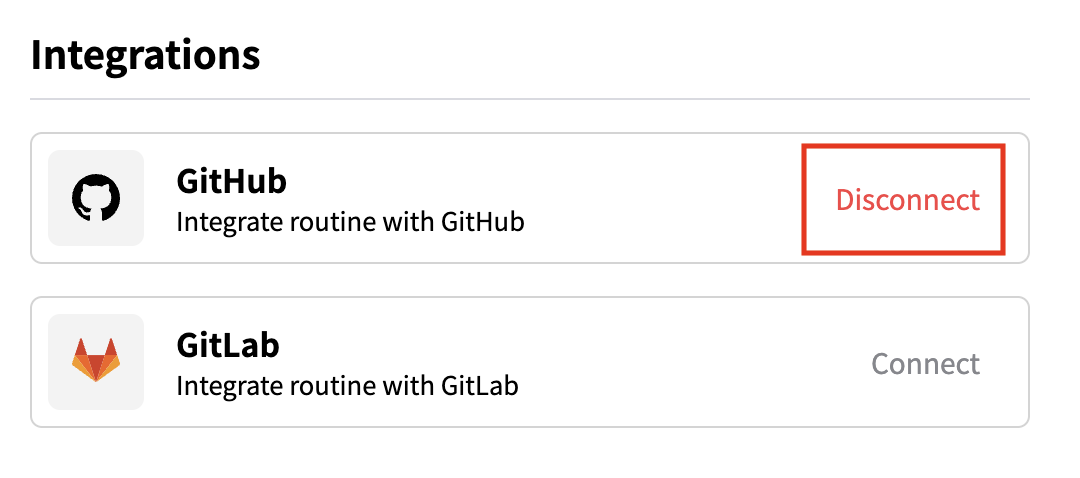 Integrations
GitHub
Integrate routine with GitHub
Disconnect
GitLab
Integrate routine with GitLab
Connect